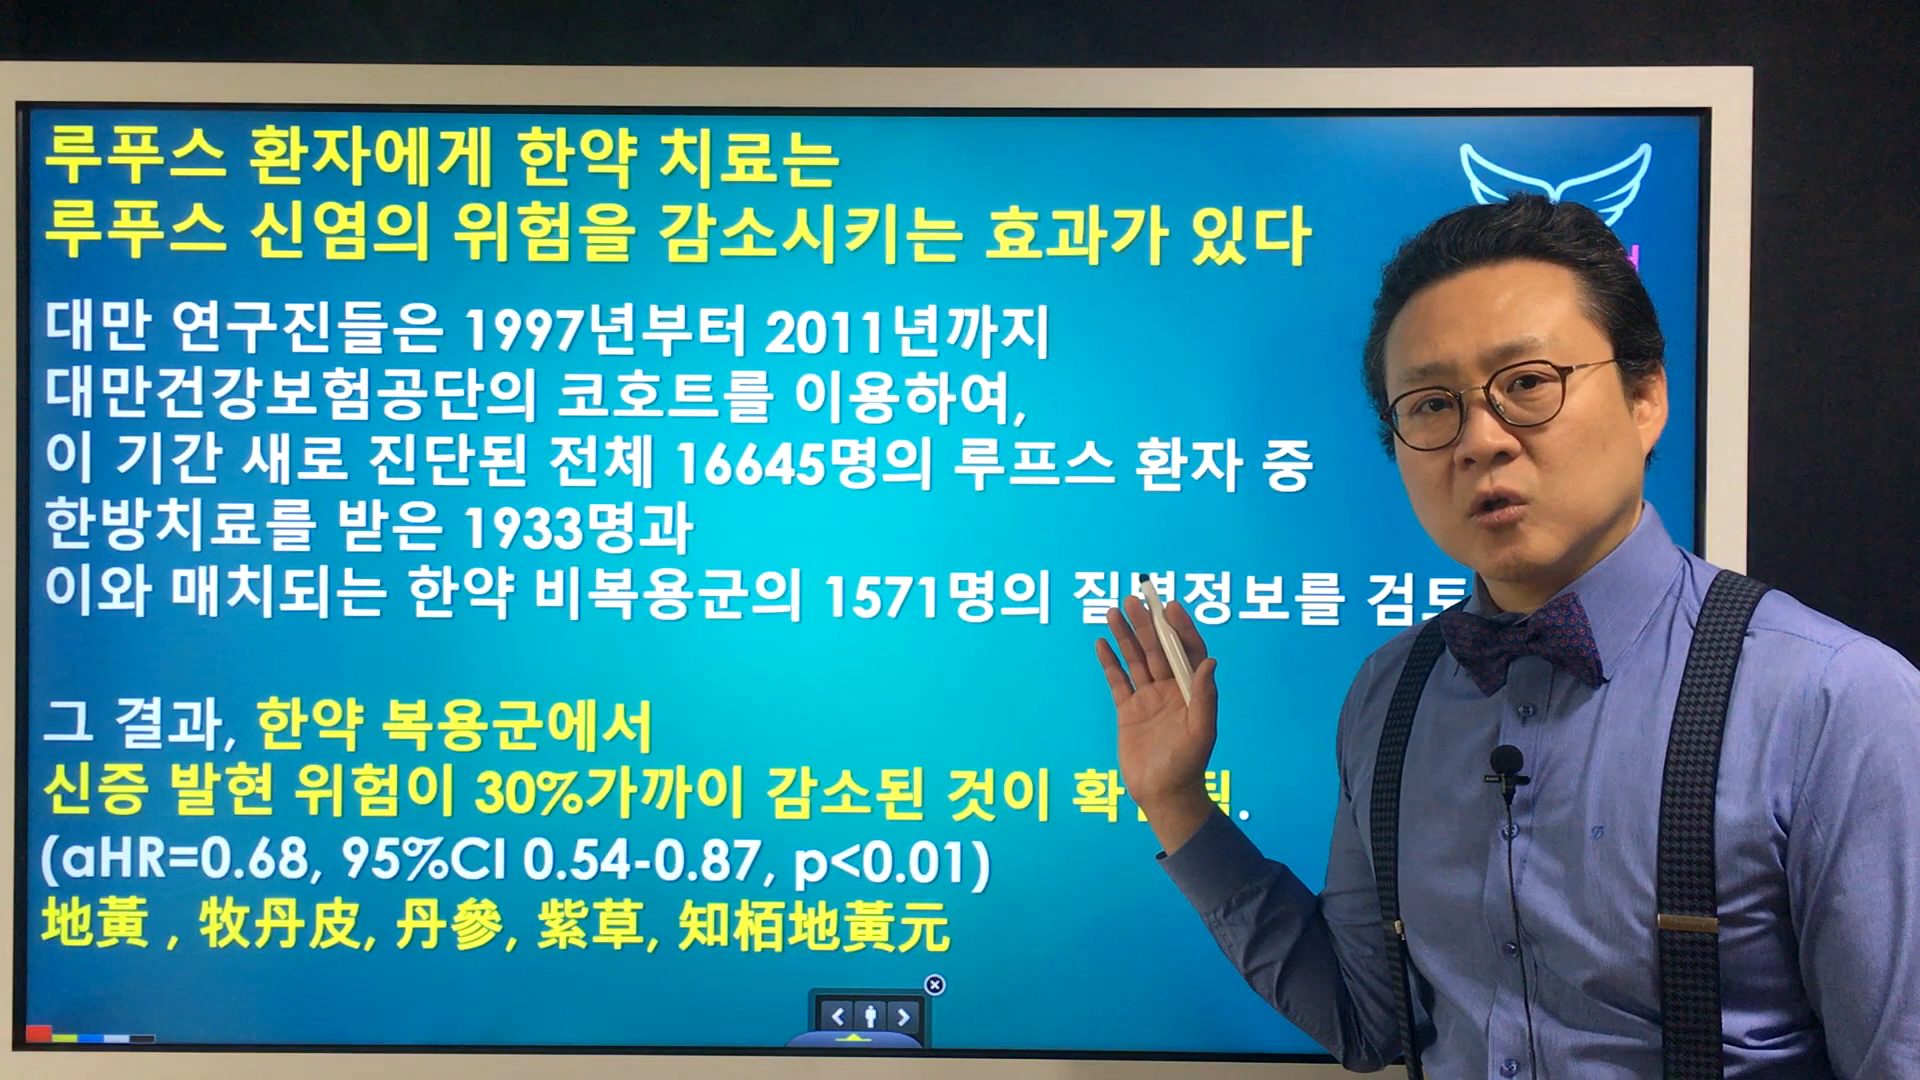 루푸스 환자에게 한약 치료는
루푸스 신염의 위험을 감소시키는 효과가 있다
대만 연구진들은 1997년부터 2011년까지
대만건강보험공단의 코호트를 이용하여,
이 기간 새로 진단된 전체 16645명의 루프스 환자 중
한방치료를 받은 1933명과
이와 매치되는 한약 비복용군의 1571명의 질병정보를 검토
그 결과, 한약 복용군에서
신증 발현 위험이 30%가까이 감소된 것이
(aHR=0.68, 95%CI 0.54-0.87, p<0.01)
地黃 , 牧丹皮, 丹參, 紫草, 知栢地黃元